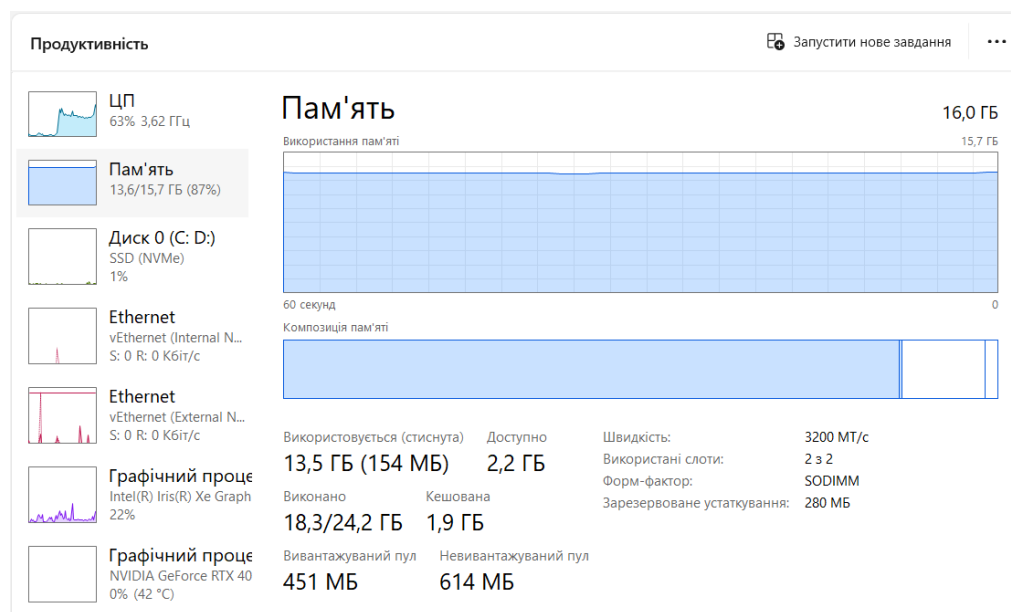 Продуктивність
Запустити нове завдання
ЦП
63% 3,62 ГГц
Пам'ять
13,6/15,7 ГБ (87%)
Диск 0 (C: D:)
SSD (NVMe)
1%
Ethernet
vEthernet (Internal N...
S: 0 R: 0 Кбіт/с
Ethernet
vEthernet (External N...
S: 0 R: 0 Кбіт/с
Графічний проце
Intel(R) Iris(R) Xe Graph
22%
Графічний проце
NVIDIA GeForce RTX 40
0% (42 °C)
Пам'ять
16,0 ГБ
Використання пам'яті
15,7 ГБ
60 секунд
0
Композиція пам'яті
Використовується (стиснута)
Доступно
13,5 ГБ (154 МБ)
2,2 ГБ
Виконано
Кешована
18,3/24,2 ГБ
1,9 ГБ
Вивантажуваний пул
Невивантажуваний пул
451 МБ
614 МБ
Швидкість:
3200 МТ/с
Використані слоти:
2 з 2
Форм-фактор:
SODIMM
Зарезервоване устаткування:
280 МБ